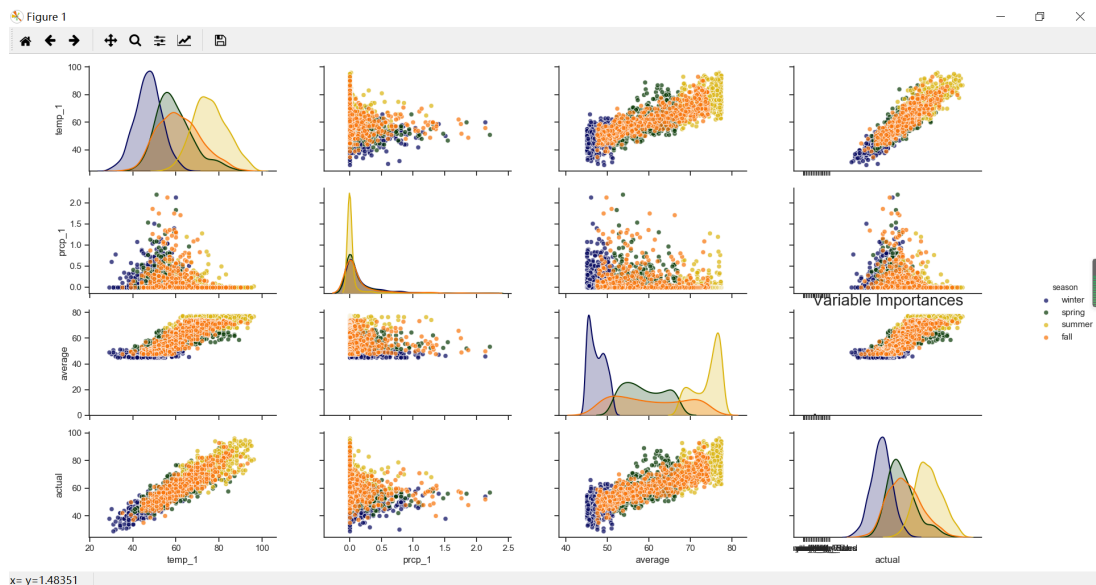 Figure 1
100
80
60
40
temp_1
2.0
1.5
1.0
0.5
0.0
prcp_1
Variable Importances
season
winter
spring
summer
fall
80
60
40
20
0
average
100
80
60
40
actual
20 40 60 80 100
0.0 0.5 1.0 1.5 2.0 2.5
40 50 60 70 80
temp_1 prcp_1 average actual
x= y=1.48351